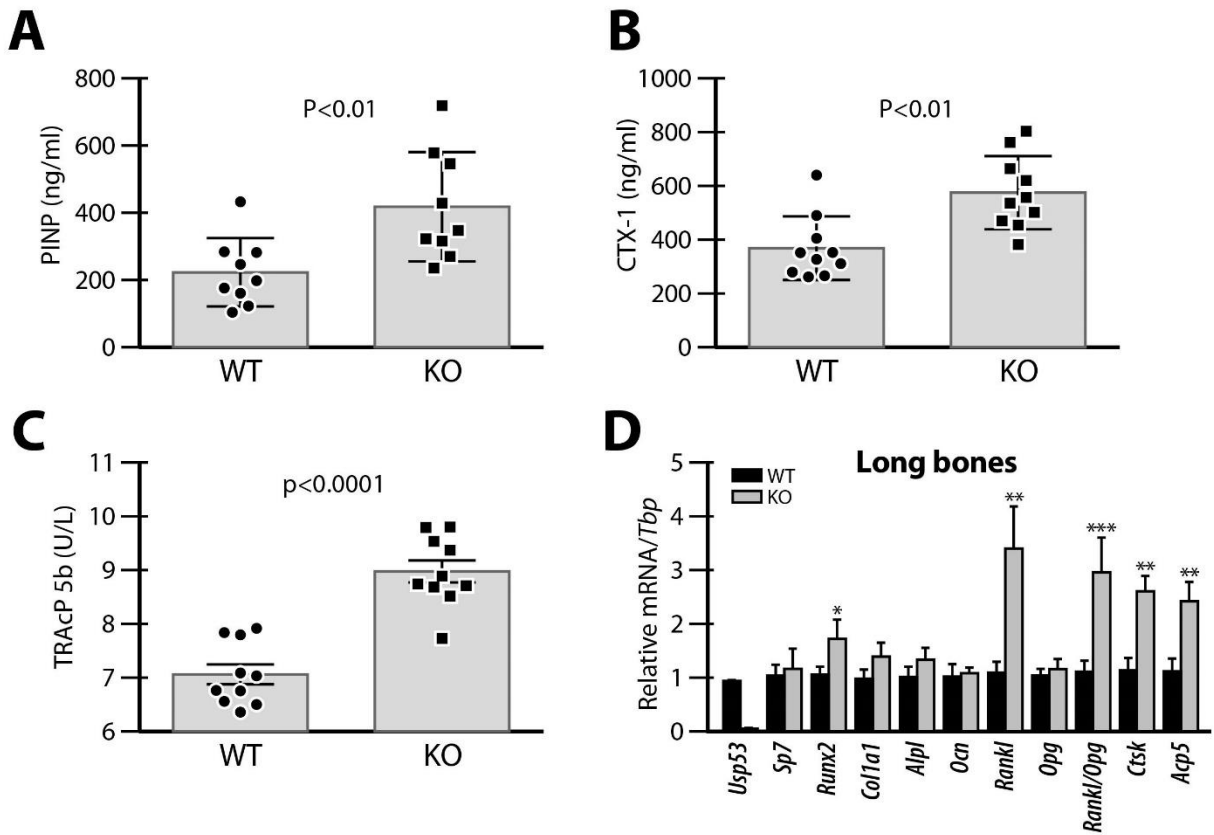 A
PINP (ng/ml)
800
600
400
200
0
P<0.01
WT
KO
B
CTX-1 (ng/ml)
1000
800
600
400
200
0
P<0.01
WT
KO
C
TRAcP 5b (U/L)
11
10
9
8
7
6
p<0.0001
WT
KO
D
Long bones
Relative mRNA/Tbp
5
4
3
2
1
0
WT
KO
*
**
***
**
**
Usp53
Sp7
Runx2
Col1a1
Alpl
Ocn
Rankl
Opg
Rankl/Opg
Ctsk
Acp5